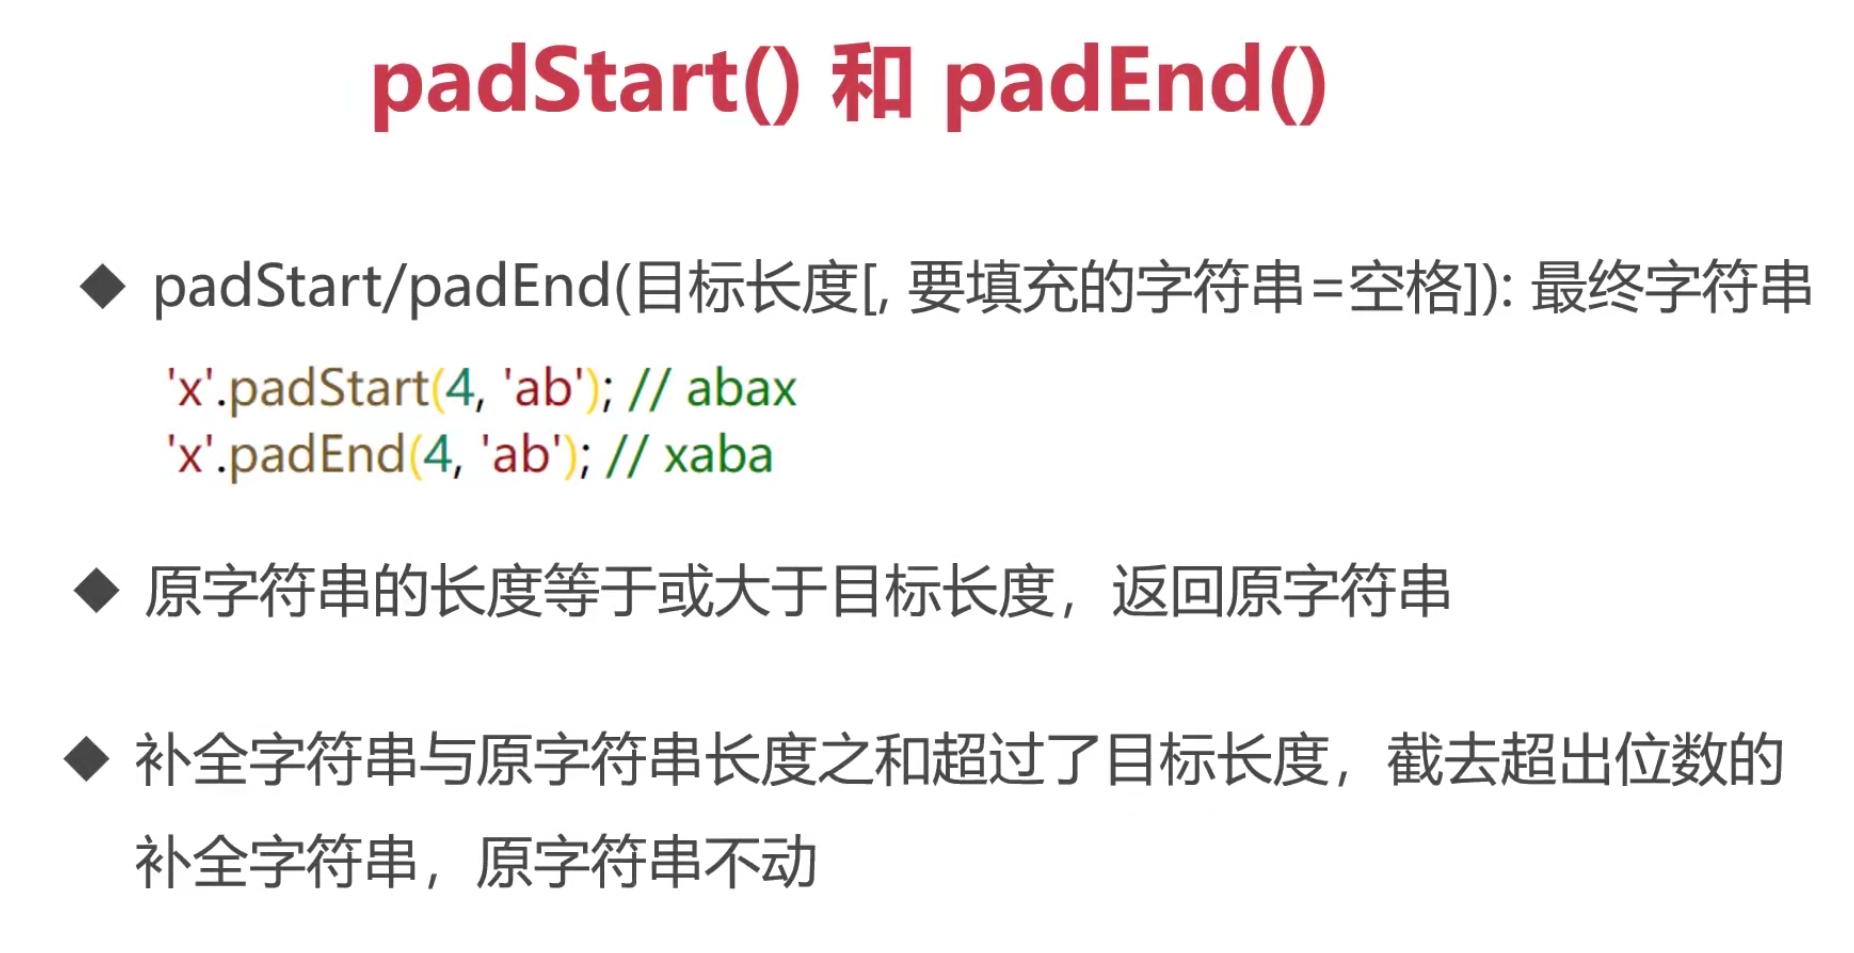 padStart() 和 padEnd()
◆ padStart/padEnd(目标长度[, 要填充的字符串=空格]): 最终字符串
'x'.padStart(4, 'ab'); // abax
'x'.padEnd(4, 'ab'); // xaba
◆ 原字符串的长度等于或大于目标长度，返回原字符串
◆ 补全字符串与原字符串长度之和超过了目标长度，截去超出位数的
补全字符串，原字符串不动